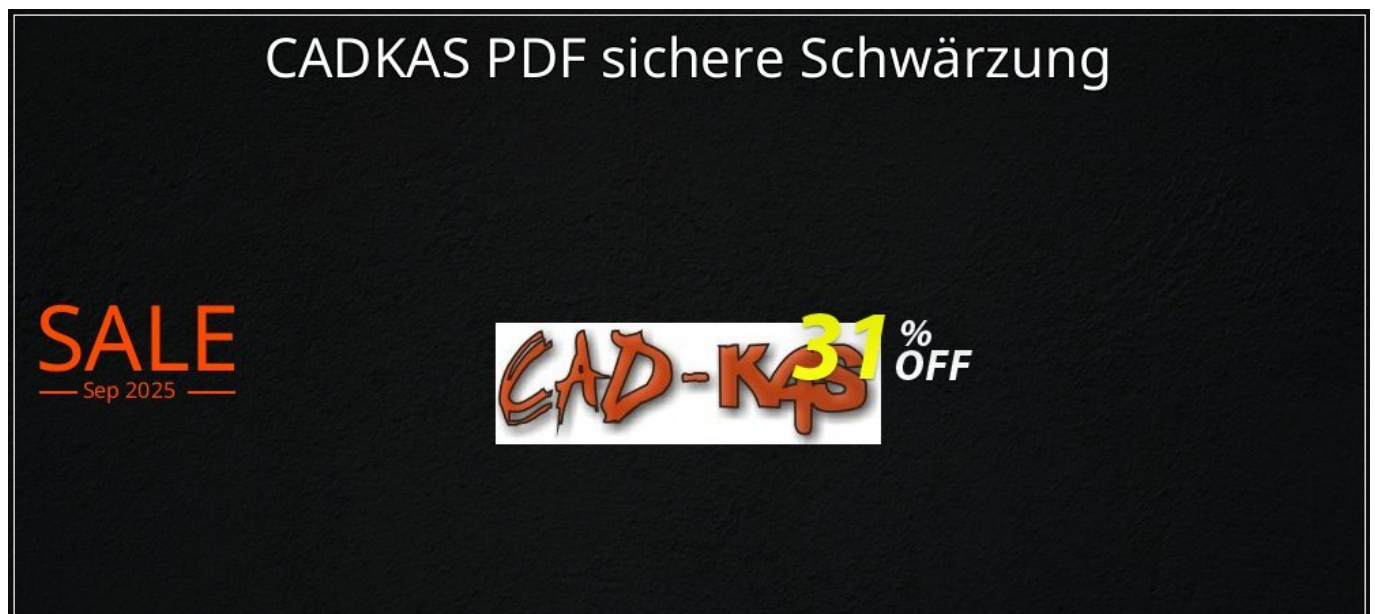 CADKAS PDF sichere Schwärzung
SALE
Sep 2025
CAD-KAS
31
%
OFF